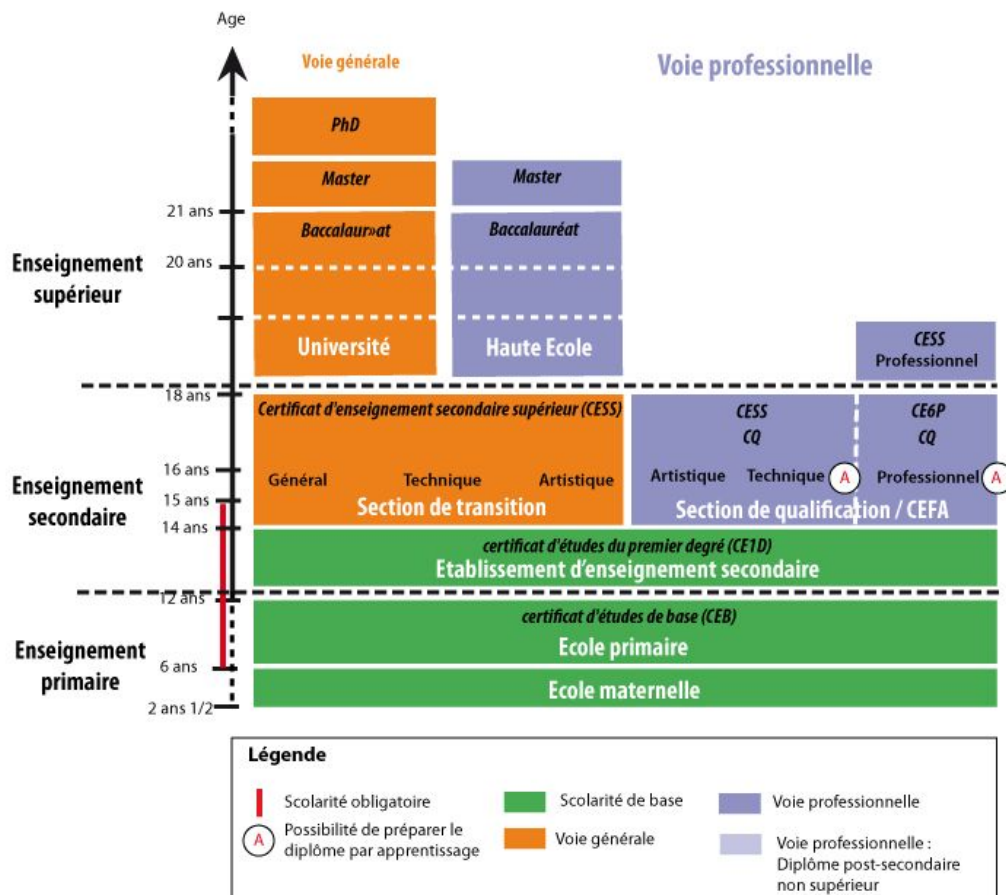 Age
Voie générale
Voie professionnelle
PhD
Master
Master
21 ans
Baccalaur»at
Baccalauréat
20 ans
Enseignement
supérieur
Université
Haute Ecole
CESS
Professionnel
18 ans
Certificat d'enseignement secondaire supérieur (CESS)
CESS
CQ
CE6P
CQ
16 ans
Général
Technique
Artistique
Artistique
Technique
A
Professionnel
A
15 ans
Enseignement
secondaire
Section de transition
Section de qualification / CEFA
14 ans
certificat d'études du premier degré (CE1D)
Etablissement d'enseignement secondaire
12 ans
certificat d'études de base (CEB)
Ecole primaire
Enseignement
primaire
6 ans
Ecole maternelle
2 ans 1/2
Légende
Scolarité obligatoire
A
Possibilité de préparer le
diplôme par apprentissage
Scolarité de base
Voie générale
Voie professionnelle
Voie professionnelle :
Diplôme post-secondaire
non supérieur